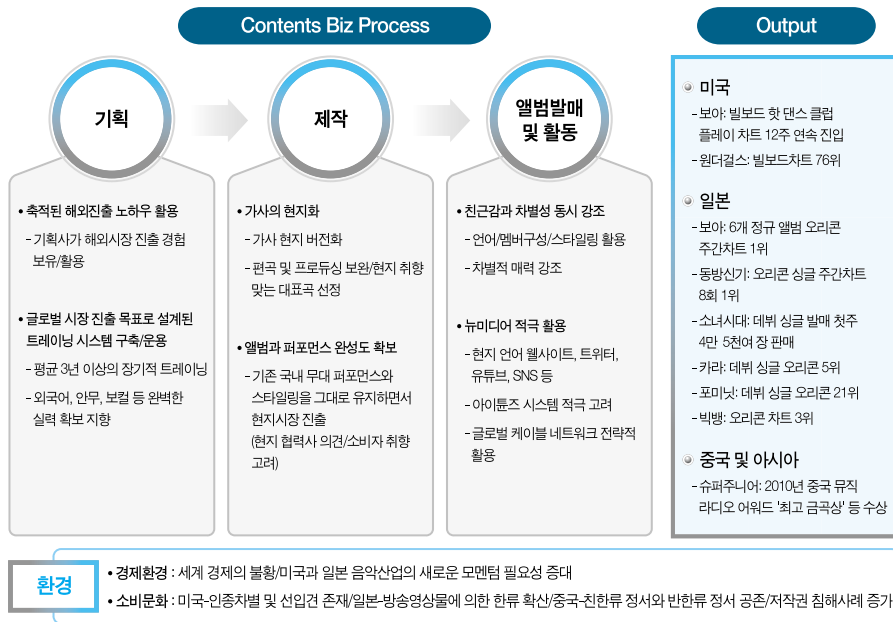 Contents Biz Process
Output
기획
제작
앨범발매
및 활동
• 축적된 해외진출 노하우 활용
- 기획사가 해외시장 진출 경험
보유/활용
• 글로벌 시장 진출 목표로 설계된
트레이닝 시스템 구축/운용
- 평균 3년 이상의 장기적 트레이닝
- 외국어, 안무, 보컬 등 완벽한
실력 확보 지향
• 가사의 현지화
- 가사 현지 버전화
- 편곡 및 프로듀싱 보완/현지 취향
맞는 대표곡 선정
• 앨범과 퍼포먼스 완성도 확보
- 기존 국내 무대 퍼포먼스와
스타일링을 그대로 유지하면서
현지시장 진출
(현지 협력사 의견/소비자 취향
고려)
• 친근감과 차별성 동시 강조
- 언어/멤버구성/스타일링 활용
- 차별적 매력 강조
• 뉴미디어 적극 활용
- 현지 언어 웹사이트, 트위터,
유튜브, SNS 등
- 아이튠즈 시스템 적극 고려
- 글로벌 케이블 네트워크 전략적
활용
미국
- 보아: 빌보드 핫 댄스 클럽
플레이 차트 12주 연속 진입
- 원더걸스: 빌보드차트 76위
일본
- 보아: 6개 정규 앨범 오리콘
주간차트 1위
- 동방신기: 오리콘 싱글 주간차트
8회 1위
- 소녀시대: 데뷔 싱글 발매 첫주
4만 5천여 장 판매
- 카라: 데뷔 싱글 오리콘 5위
- 포미닛: 데뷔 싱글 오리콘 21위
- 빅뱅: 오리콘 차트 3위
중국 및 아시아
- 슈퍼주니어: 2010년 중국 뮤직
라디오 어워드 '최고 금곡상' 등 수상
환경
• 경제환경 : 세계 경제의 불황/미국과 일본 음악산업의 새로운 모멘텀 필요성 증대
• 소비문화 : 미국-인종차별 및 선입견 존재/일본-방송영상물에 의한 한류 확산/중국-친한류 정서와 반한류 정서 공존/저작권 침해사례 증가